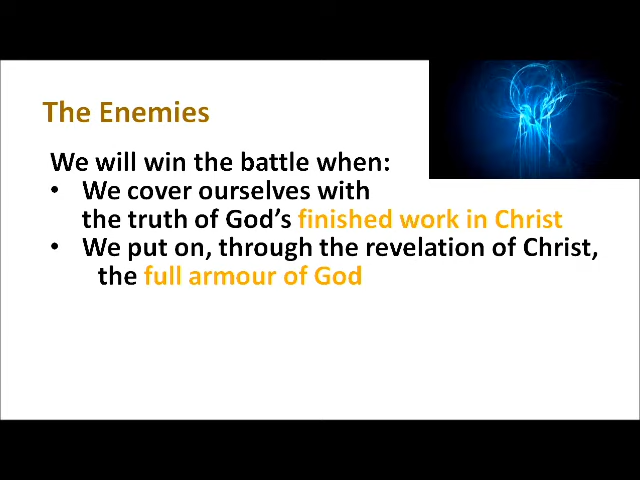 The Enemies
We will win the battle when:
• We cover ourselves with
the truth of God's finished work in Christ
• We put on, through the revelation of Christ,
the full armour of God